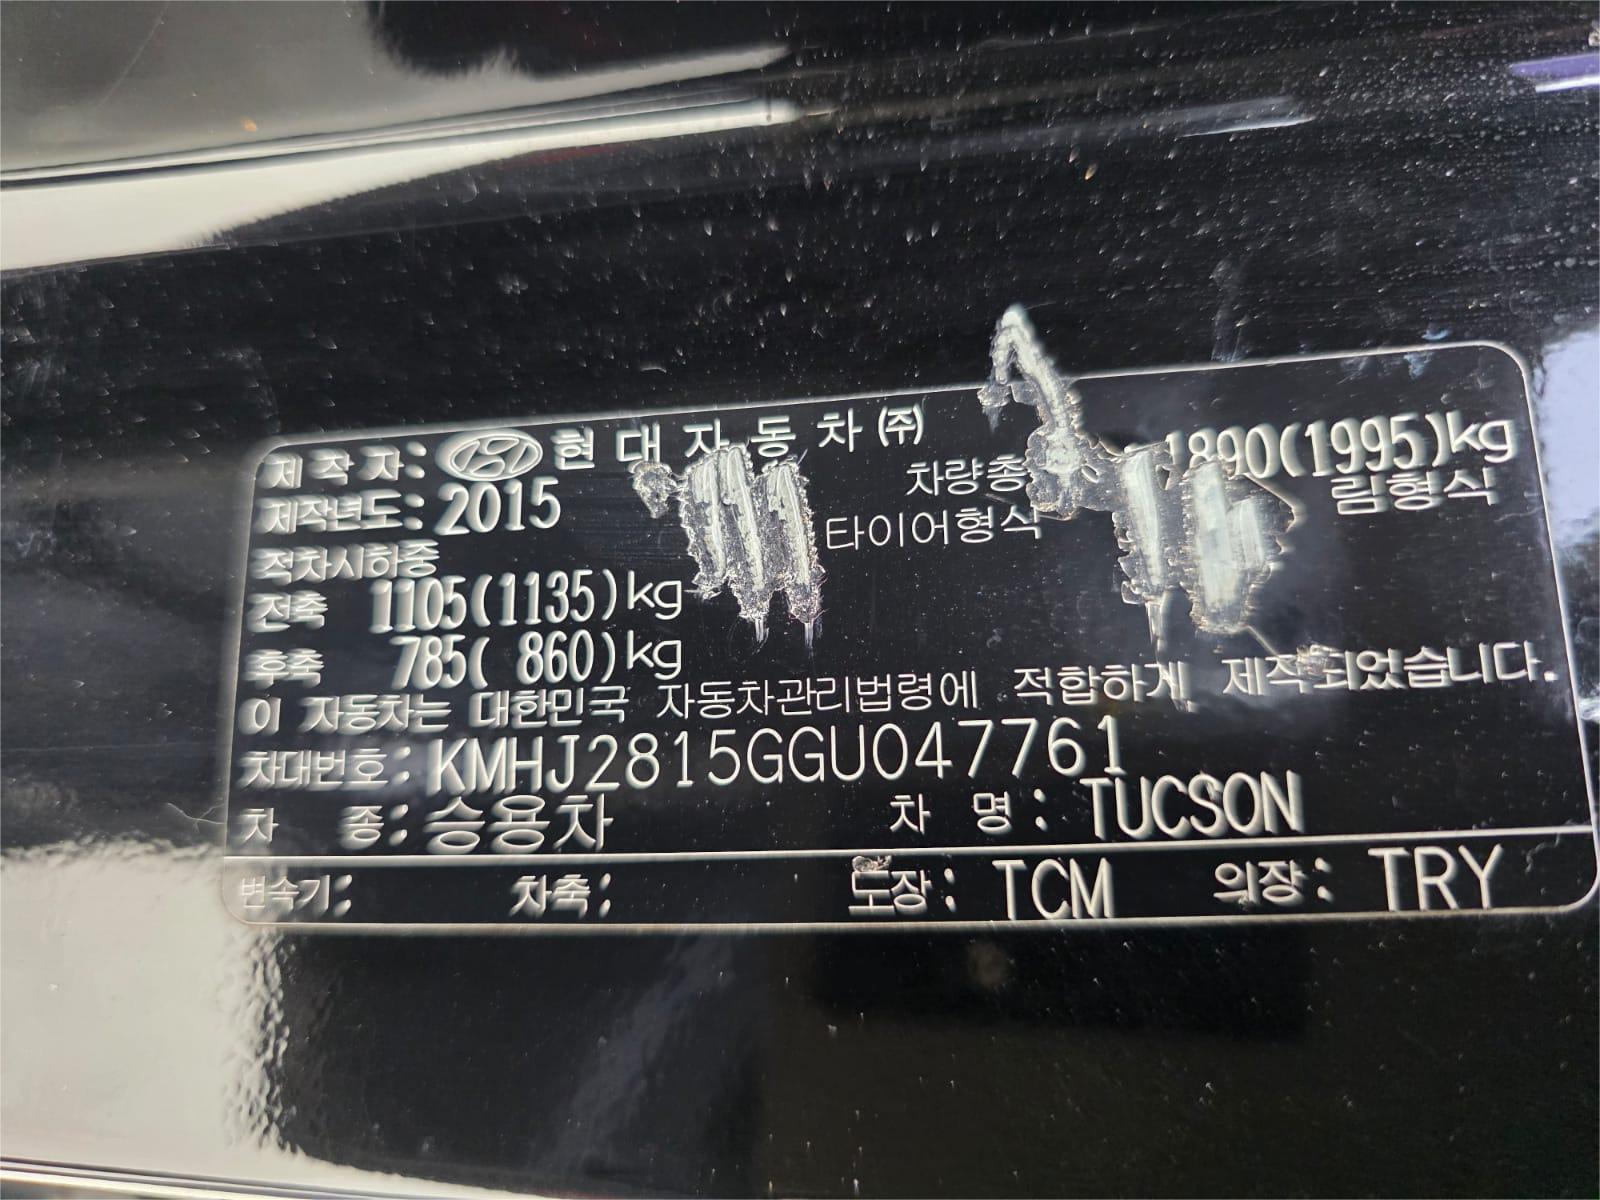 제 작 자: 현 대 자 동 차 ㈜
제작년도: 2015 차량총 1890(1995)kg
적차시하중 타이어형식 림형식
전축 1105(1135)kg
후축 785( 860)kg
이 자동차는 대한민국 자동차관리법령에 적합하게 제작되었습니다.
차대번호: KMHJ2815GGU047761
차 종: 승용차 차 명: TUCSON
변속기: 차축: 도장: TCM 의장: TRY